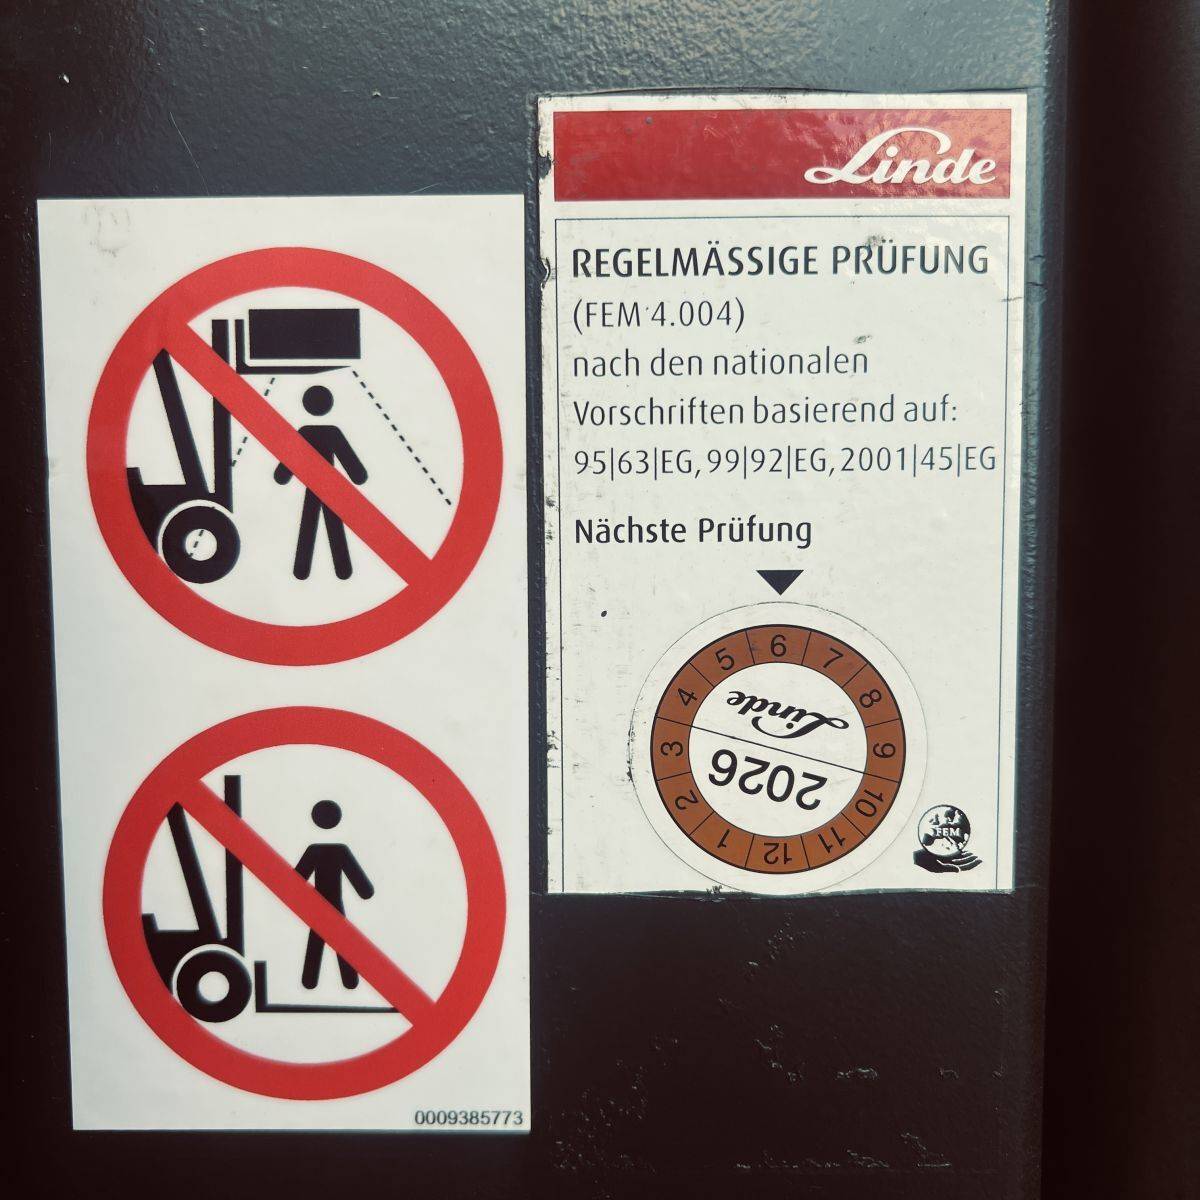 Linde
REGELMÄSSIGE PRÜFUNG
(FEM 4.004)
nach den nationalen
Vorschriften basierend auf:
95|63|EG, 99|92|EG, 2001|45|EG
Nächste Prüfung
1 2 3 4 5 6 7 8 9 10 11 12
Linde
2026
FEM
0009385773